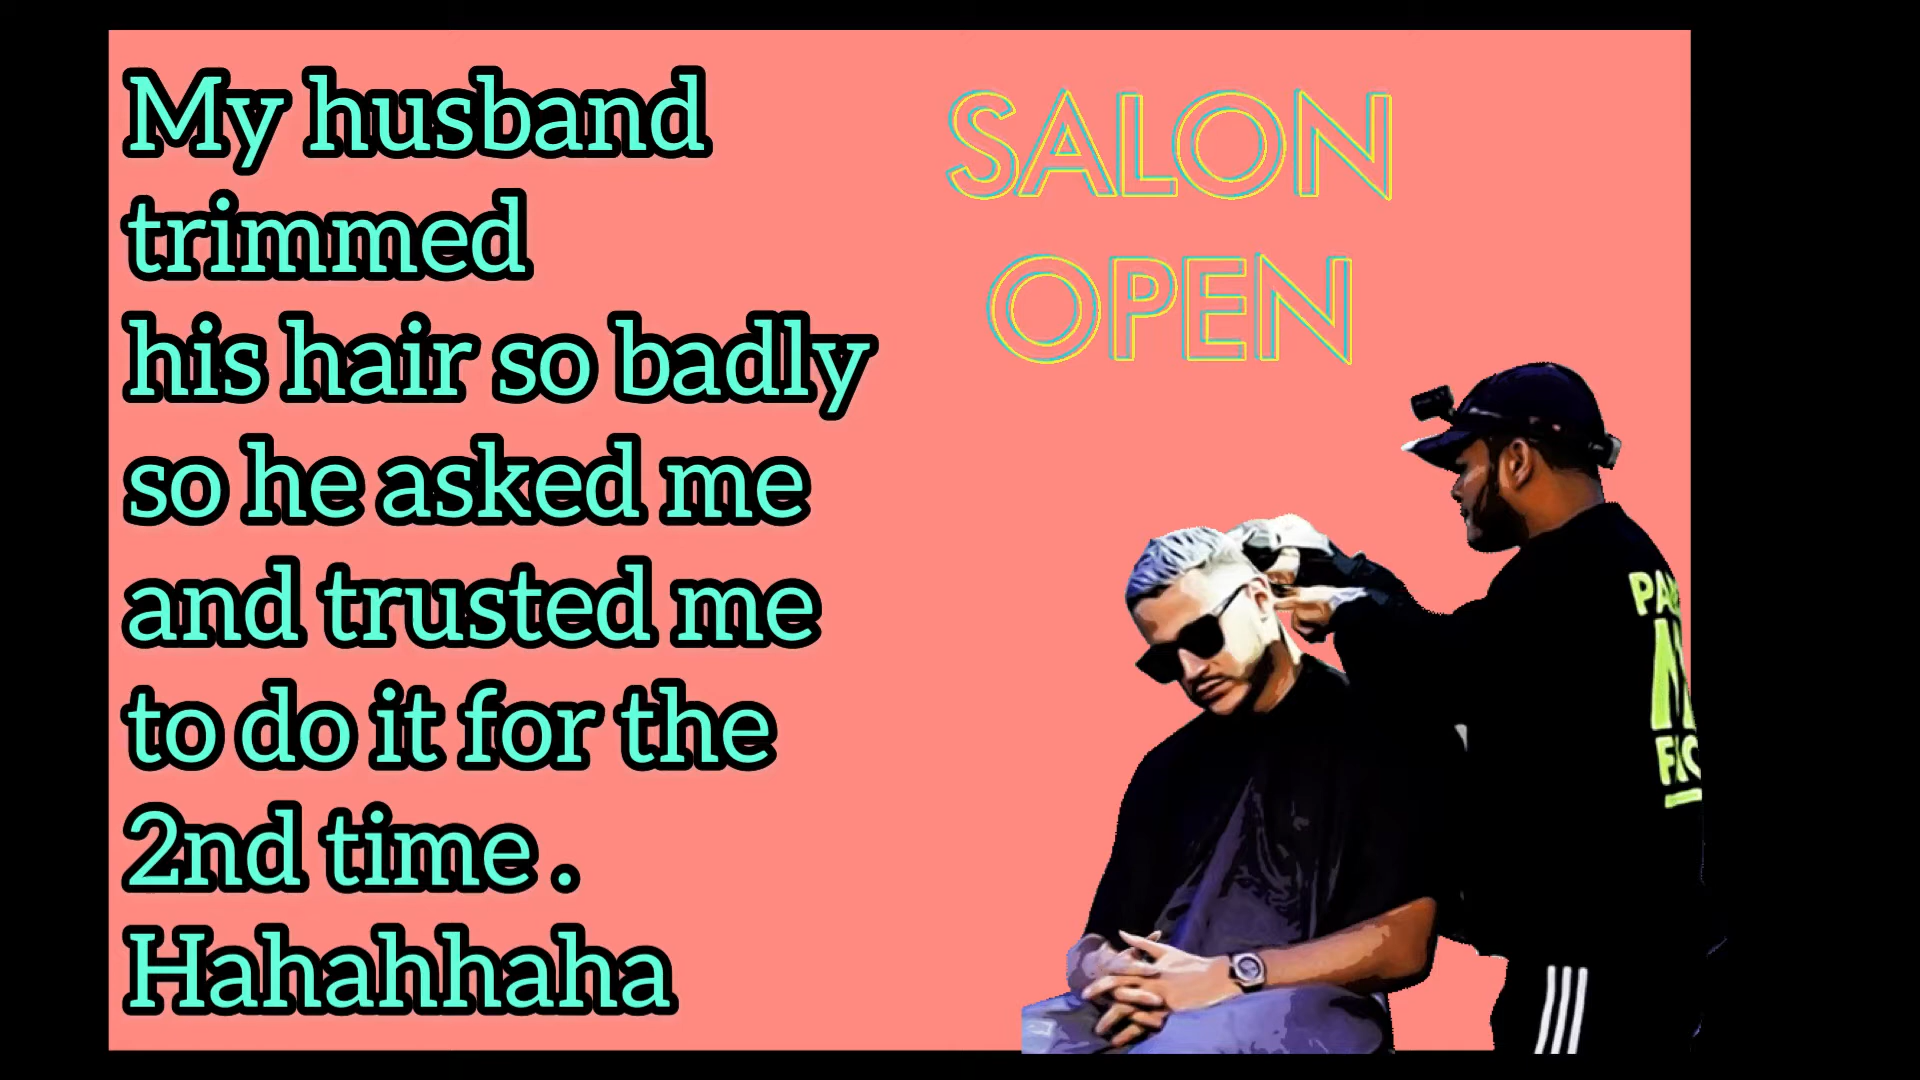 My husband
trimmed
his hair so badly
so he asked me
and trusted me
to do it for the
2nd time .
Hahahhaha
SALON
OPEN